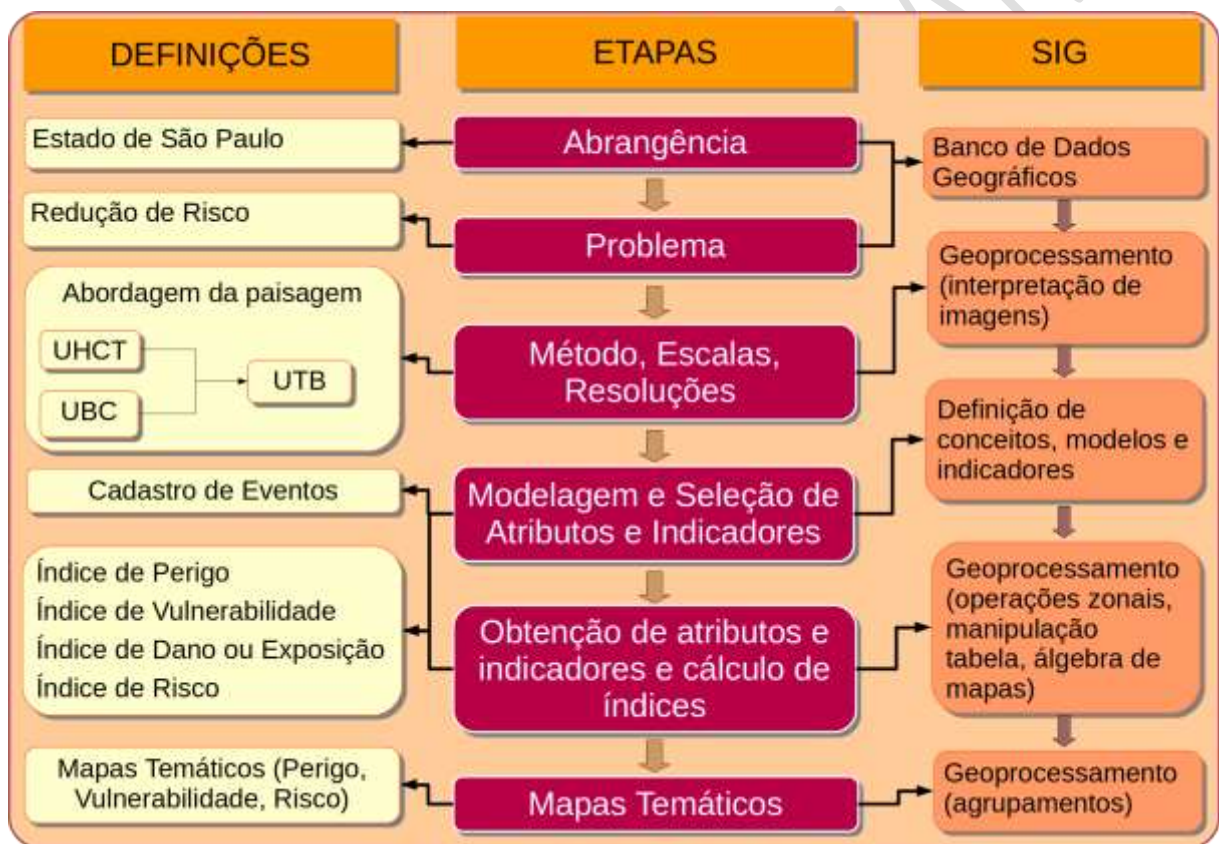 DEFINIÇÕES
ETAPAS
SIG
Estado de São Paulo
Abrangência
Banco de Dados
Geográficos
Redução de Risco
Problema
Geoprocessamento
(interpretação de
imagens)
Abordagem da paisagem
UHCT
UBC
UTB
Método, Escalas,
Resoluções
Definição de
conceitos, modelos e
indicadores
Cadastro de Eventos
Modelagem e Seleção de
Atributos e Indicadores
Índice de Perigo
Índice de Vulnerabilidade
Índice de Dano ou Exposição
Índice de Risco
Obtenção de atributos e
indicadores e cálculo de
índices
Geoprocessamento
(operações zonais,
manipulação
tabela, álgebra de
mapas)
Mapas Temáticos (Perigo,
Vulnerabilidade, Risco)
Mapas Temáticos
Geoprocessamento
(agrupamentos)